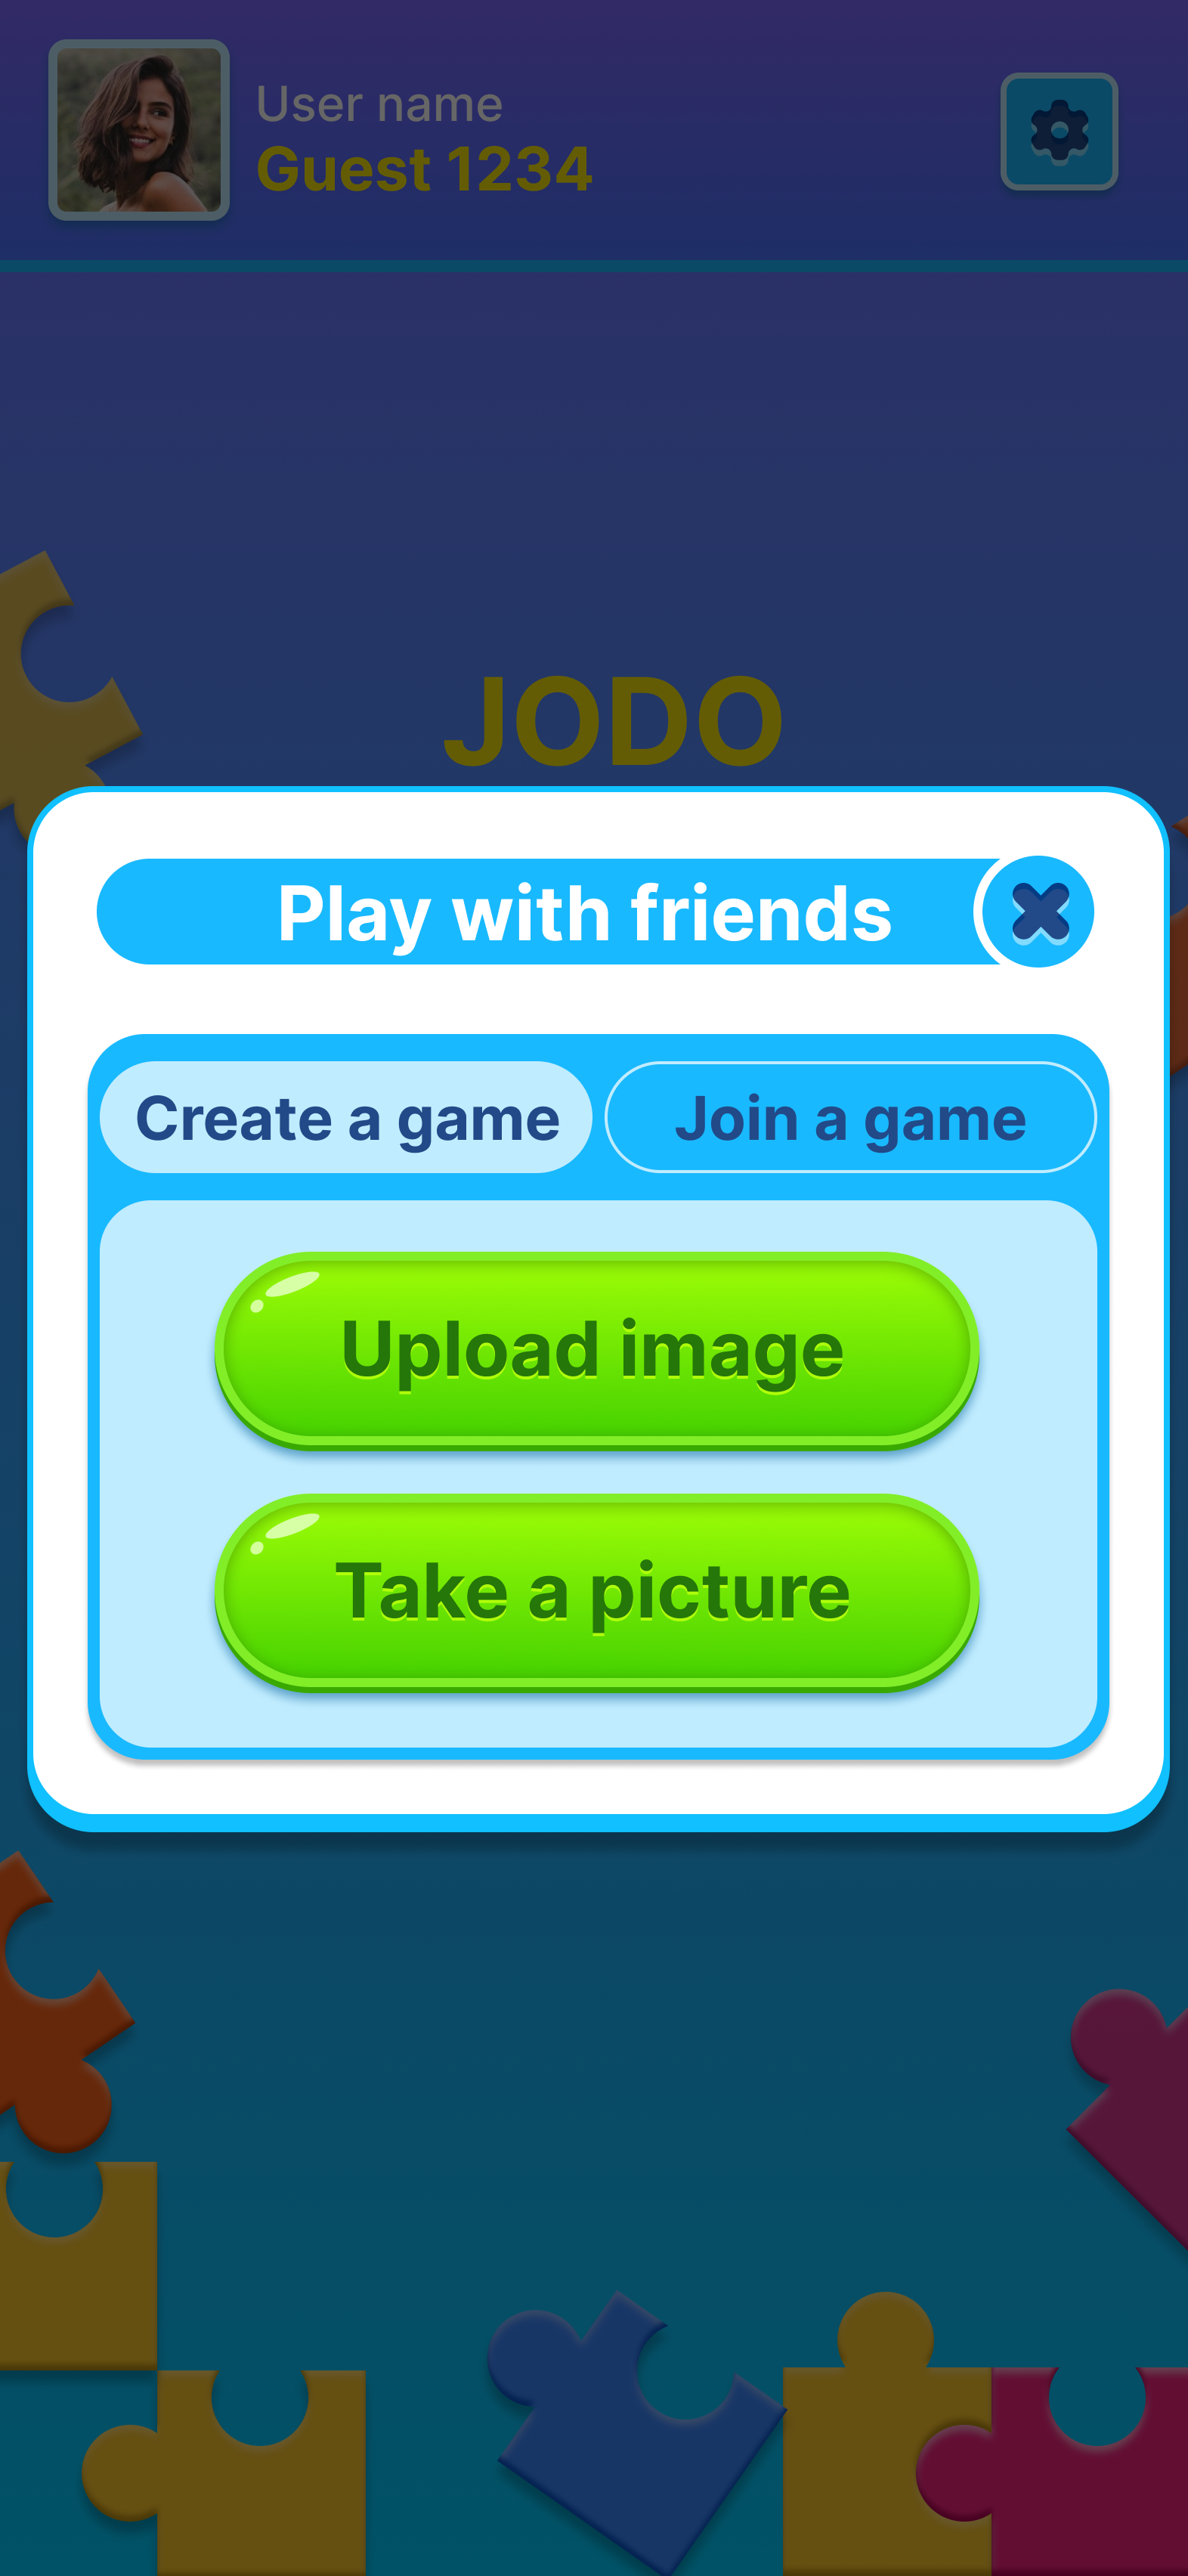 User name
Guest 1234
JODO
Play with friends
Create a game
Join a game
Upload image
Take a picture